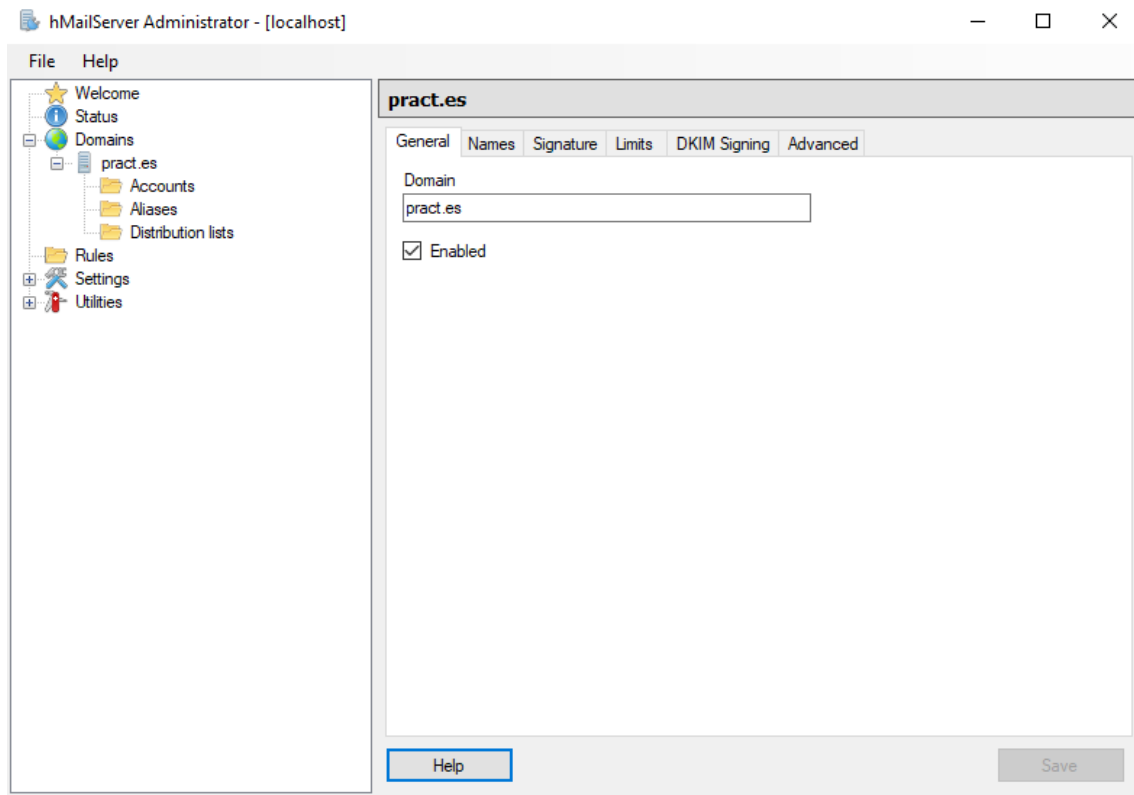 hMailServer Administrator - [localhost]
File Help
Welcome
Status
Domains
pract.es
Accounts
Aliases
Distribution lists
Rules
Settings
Utilities
pract.es
General Names Signature Limits DKIM Signing Advanced
Domain
pract.es
Enabled
Help Save